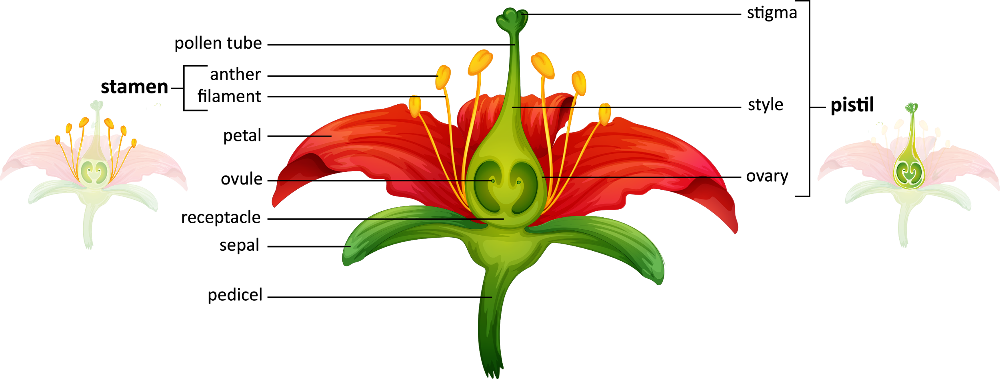 pollen tube
stamen
anther
filament
petal
ovule
receptacle
sepal
pedicel
stigma
style
pistil
ovary